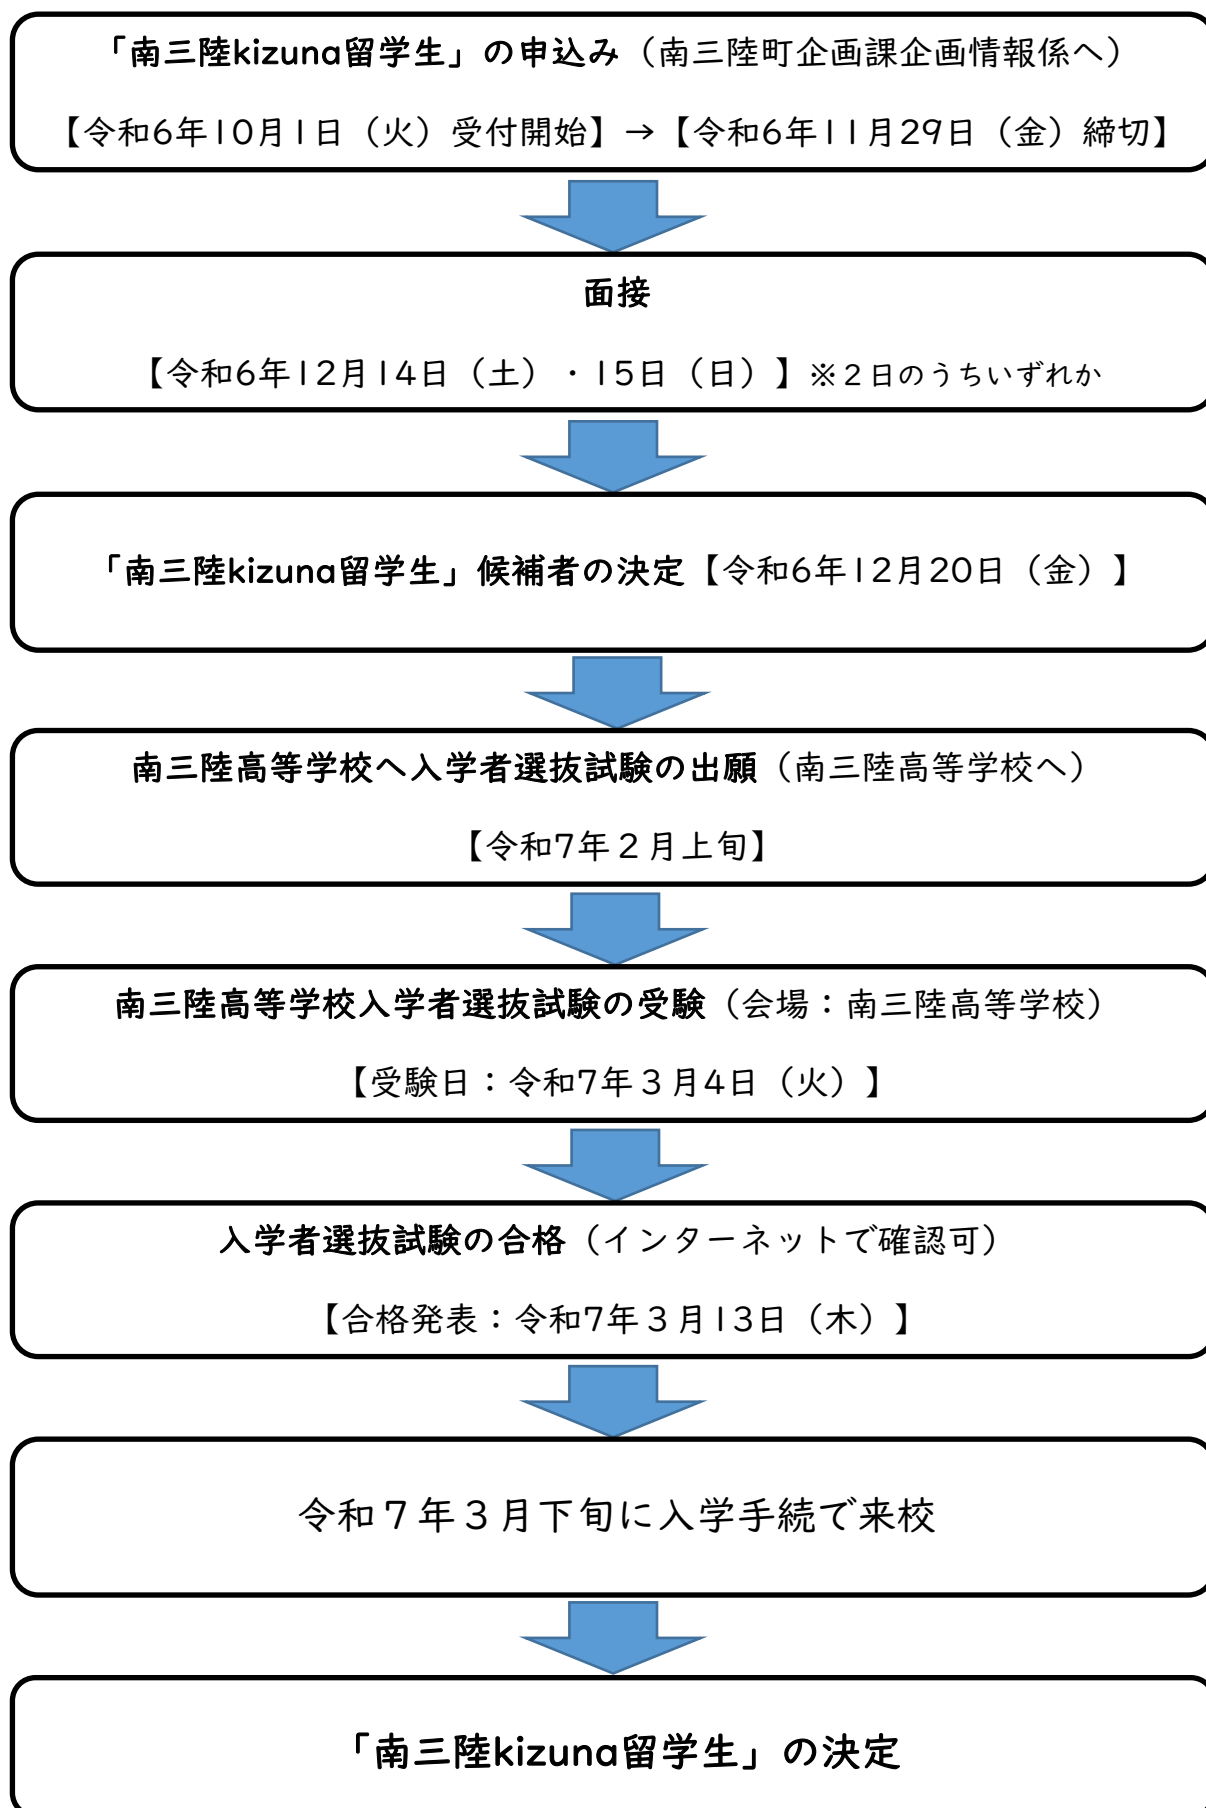 「南三陸kizuna留学生」の申込み（南三陸町企画課企画情報係へ）
【令和6年10月1日（火）受付開始】→【令和6年11月29日（金）締切】
面接
【令和6年12月14日（土）・15日（日）】※２日のうちいずれか
「南三陸kizuna留学生」候補者の決定【令和6年12月20日（金）】
南三陸高等学校へ入学者選抜試験の出願（南三陸高等学校へ）
【令和7年２月上旬】
南三陸高等学校入学者選抜試験の受験（会場：南三陸高等学校）
【受験日：令和7年３月4日（火）】
入学者選抜試験の合格（インターネットで確認可）
【合格発表：令和7年３月13日（木）】
令和７年３月下旬に入学手続で来校
「南三陸kizuna留学生」の決定